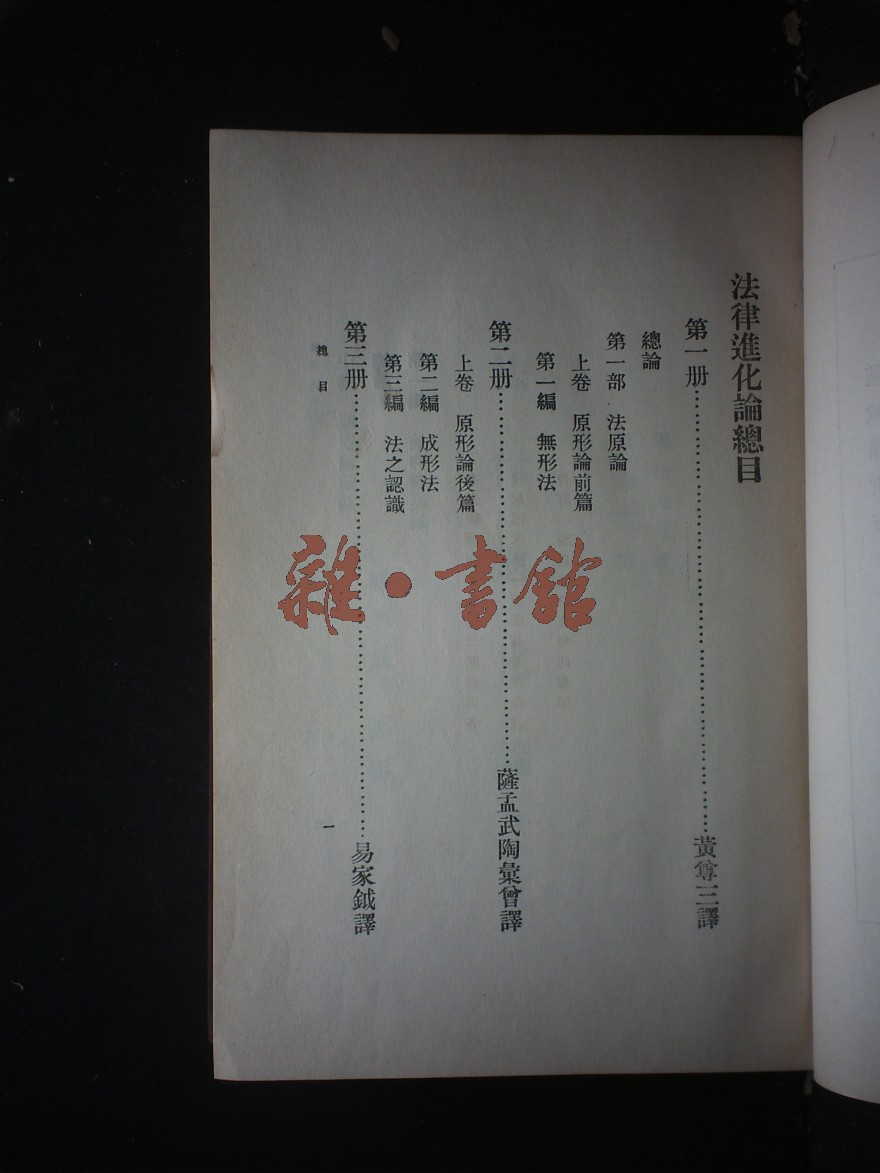 法律進化論總目
第一册……黃尊三譯
總論
第一部 法原論
上卷 原形論前篇
第一編 無形法
第二册……薩孟武陶彙曾譯
上卷 原形論後篇
第二編 成形法
第三編 法之認識
第三册……易家鉞譯
總目
一
雜·書館